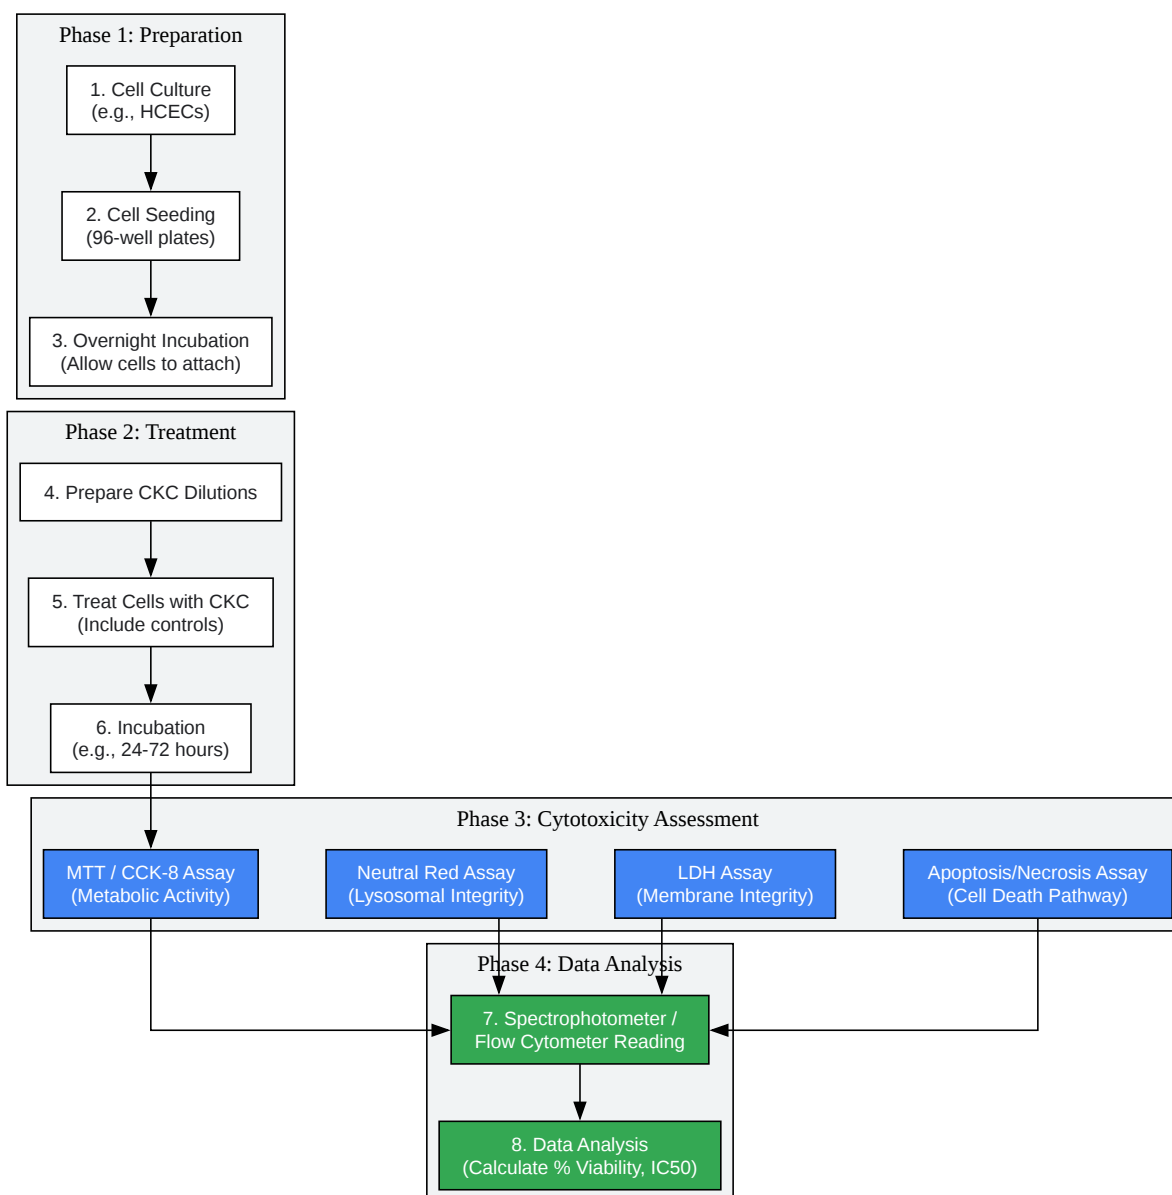 Phase 1: Preparation
1. Cell Culture
(e.g., HCECs)
2. Cell Seeding
(96-well plates)
3. Overnight Incubation
(Allow cells to attach)
Phase 2: Treatment
4. Prepare CKC Dilutions
5. Treat Cells with CKC
(Include controls)
6. Incubation
(e.g., 24-72 hours)
Phase 3: Cytotoxicity Assessment
MTT / CCK-8 Assay
(Metabolic Activity)
Neutral Red Assay
(Lysosomal Integrity)
LDH Assay
(Membrane Integrity)
Apoptosis/Necrosis Assay
(Cell Death Pathway)
Phase 4: Data Analysis
7. Spectrophotometer /
Flow Cytometer Reading
8. Data Analysis
(Calculate % Viability, IC50)